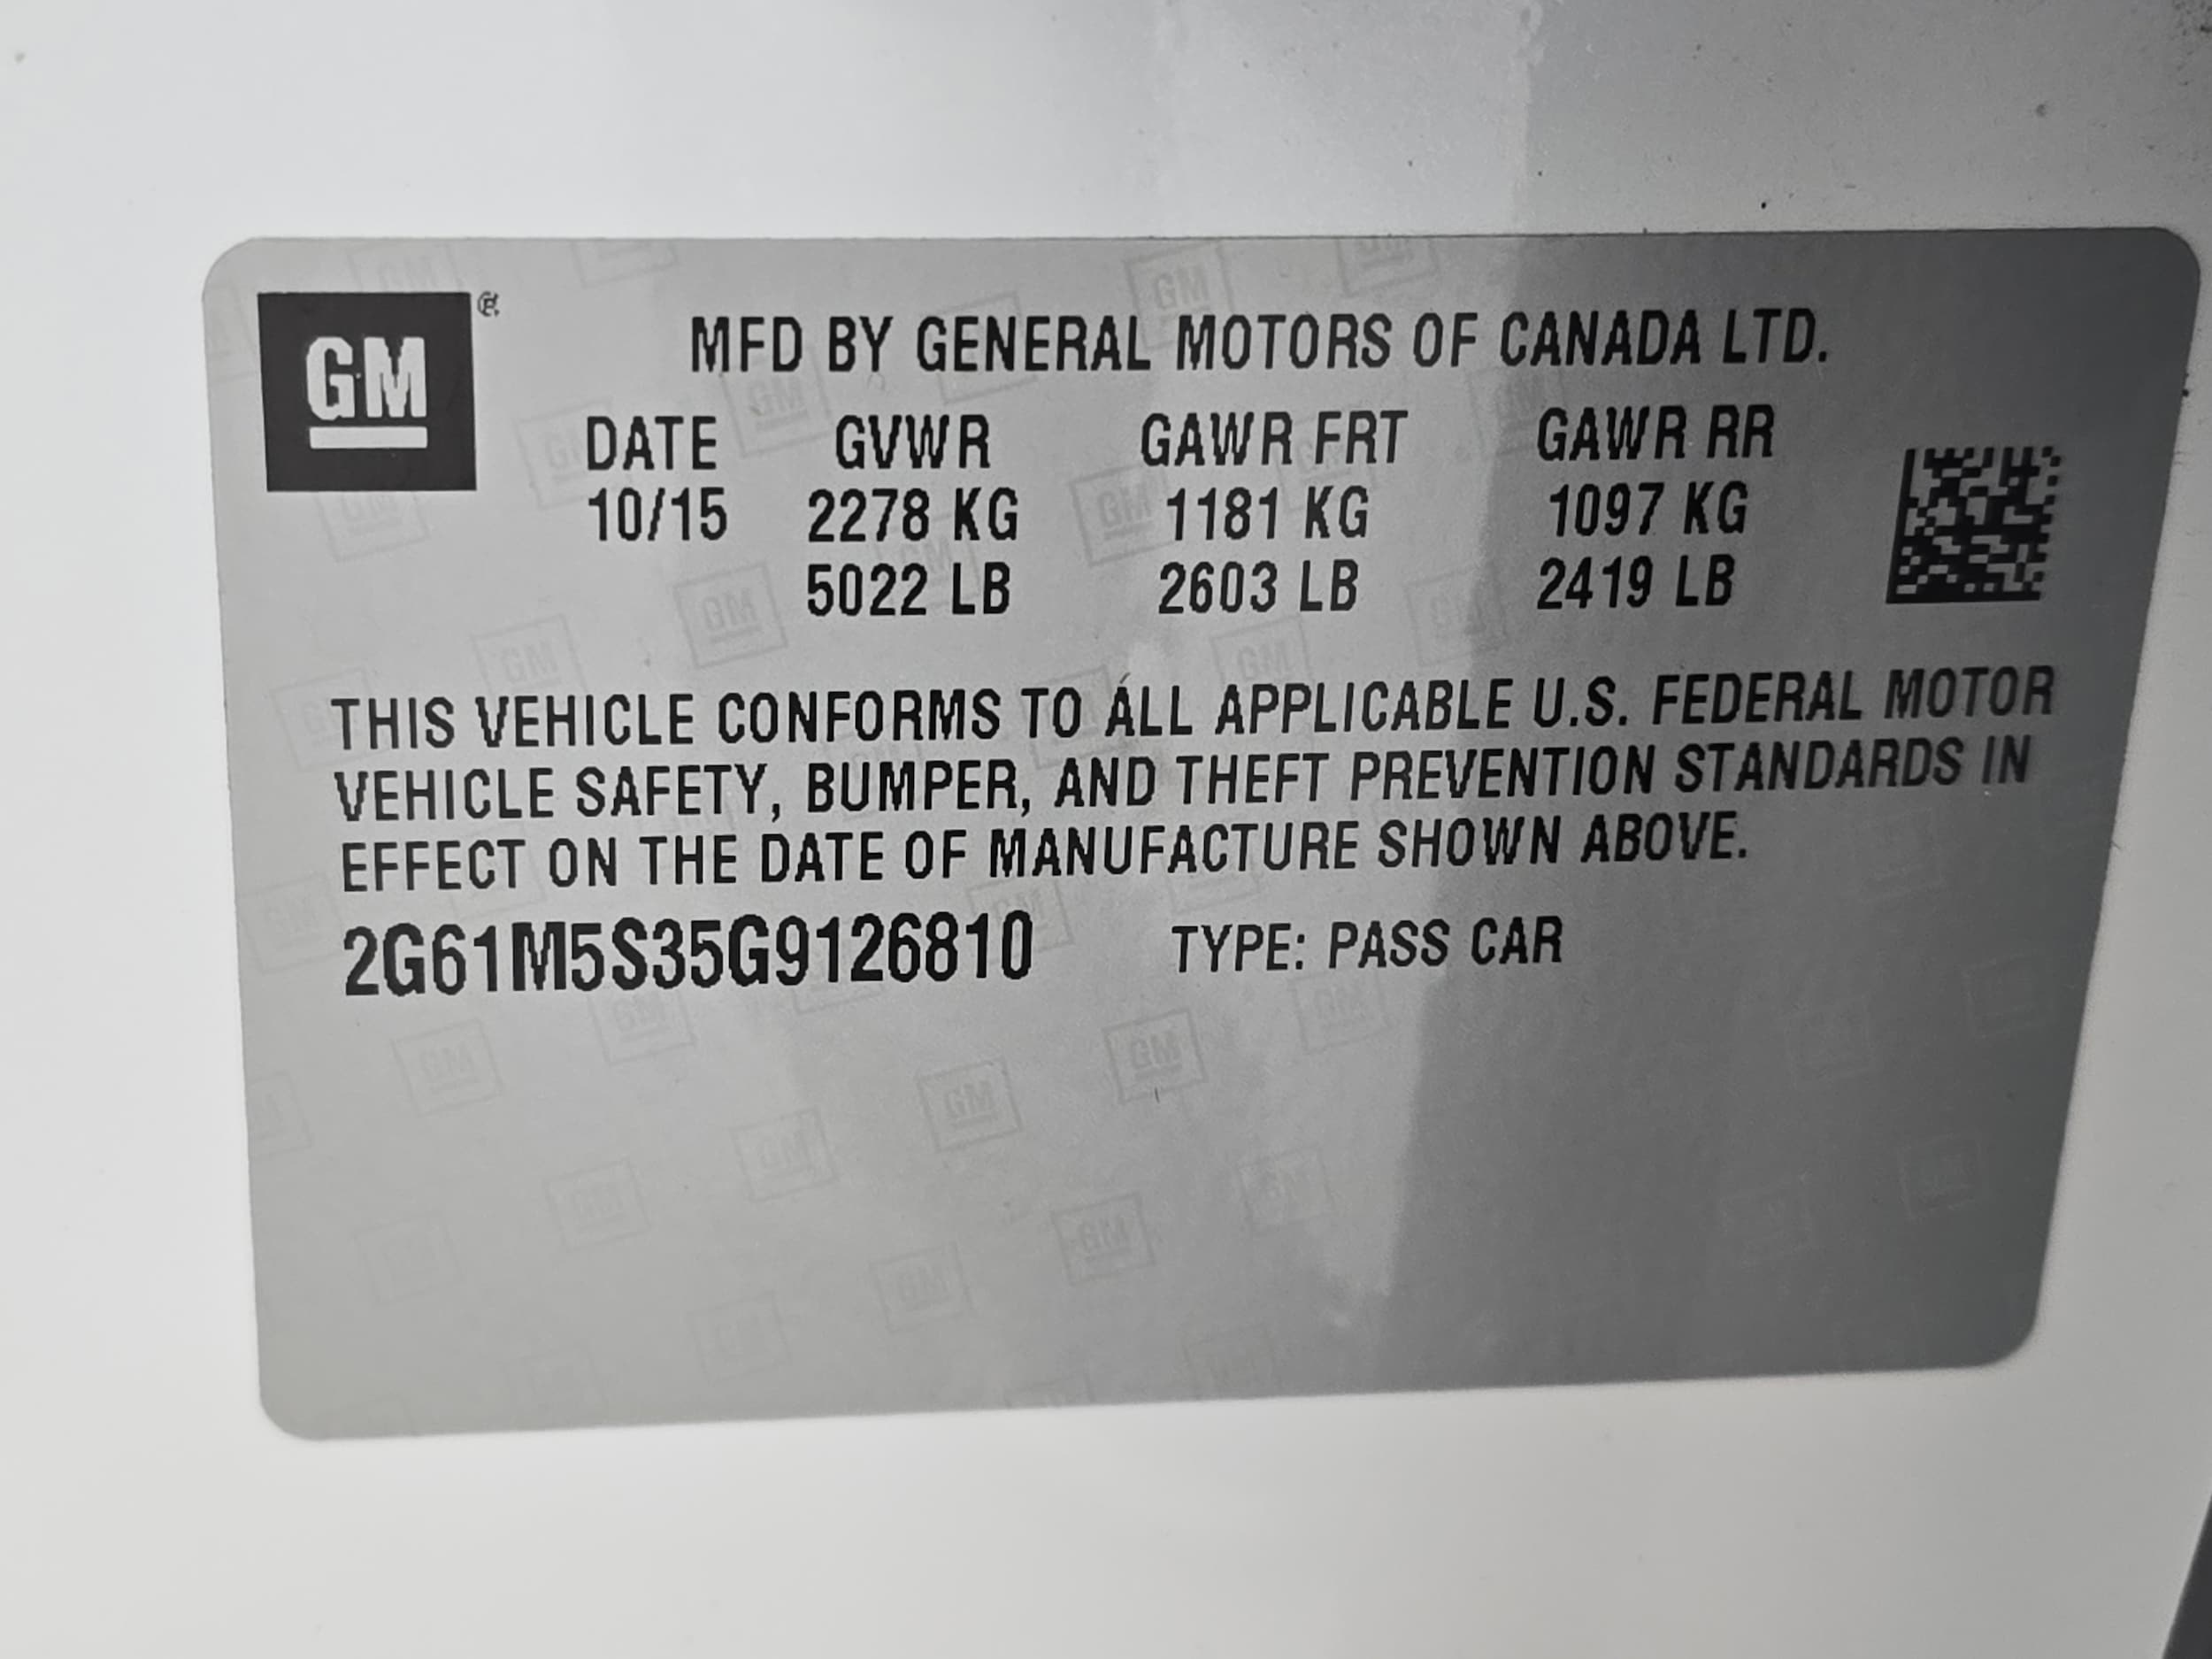 GM ®
MFD BY GENERAL MOTORS OF CANADA LTD.
DATE GVWR GAWR FRT GAWR RR
10/15 2278 KG 1181 KG 1097 KG
5022 LB 2603 LB 2419 LB
THIS VEHICLE CONFORMS TO ALL APPLICABLE U.S. FEDERAL MOTOR
VEHICLE SAFETY, BUMPER, AND THEFT PREVENTION STANDARDS IN
EFFECT ON THE DATE OF MANUFACTURE SHOWN ABOVE.
2G61M5S35G9126810 TYPE: PASS CAR